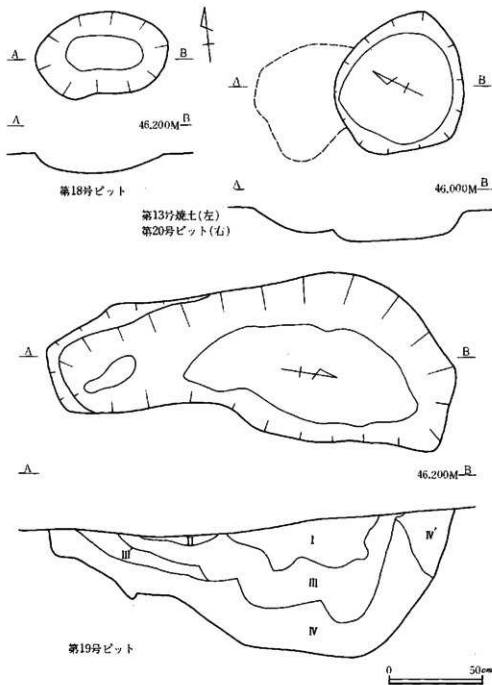 A B
A 46.200M B
第18号ピット
A B
A 46.000M B
第13号焼土(左)
第20号ピット(右)
A B
A 46.200M B
I
II
III'
III
IV
IV'
第19号ピット
0 50cm